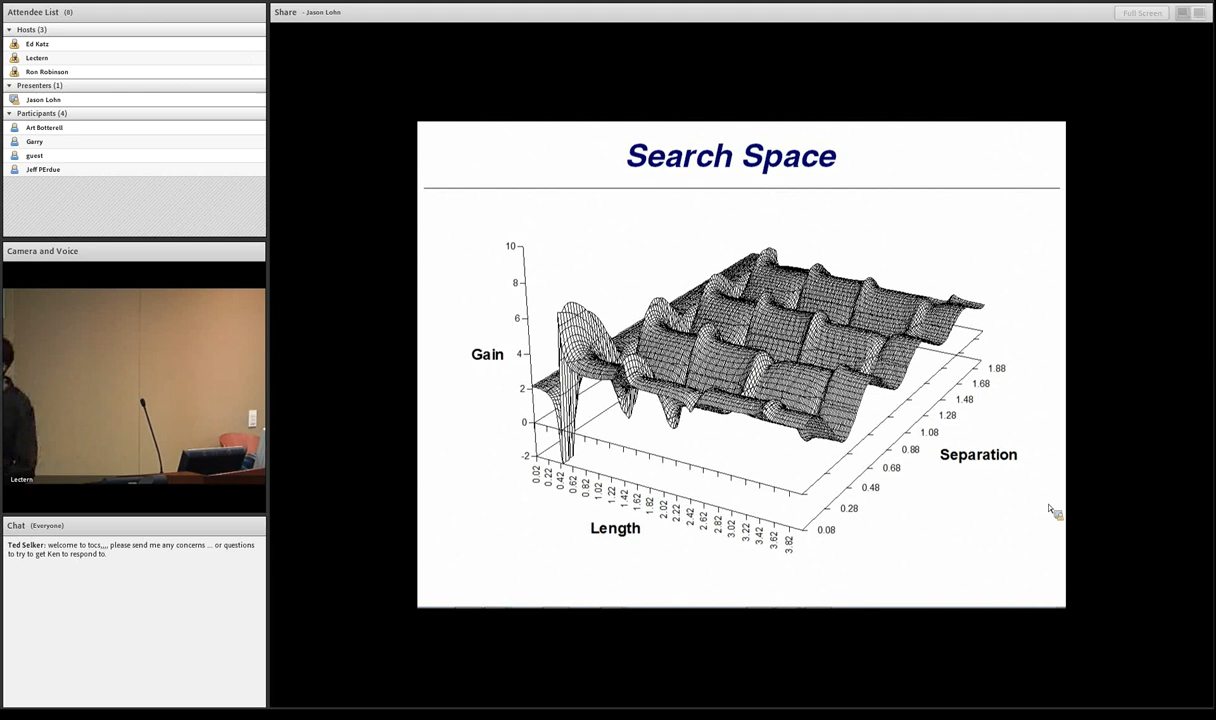 Attendee List (8)
Hosts (3)
Ed Katz
Lectern
Ron Robinson
Presenters (1)
Jason Lohn
Participants (4)
Art Botterell
Garry
guest
Jeff PErdue
Camera and Voice
Lectern
Chat (Everyone)
Ted Selker: welcome to tocs,,,, please send me any concerns ... or questions
to try to get Ken to respond to.
Share - Jason Lohn
Full Screen
Search Space
10
8
6
4
2
0
-2
Gain
0.02
0.22
0.42
0.62
0.82
1.02
1.22
1.42
1.62
1.82
2.02
2.22
2.42
2.62
2.82
3.02
3.22
3.42
3.62
3.82
Length
0.08
0.28
0.48
0.68
0.88
1.08
1.28
1.48
1.68
1.88
Separation